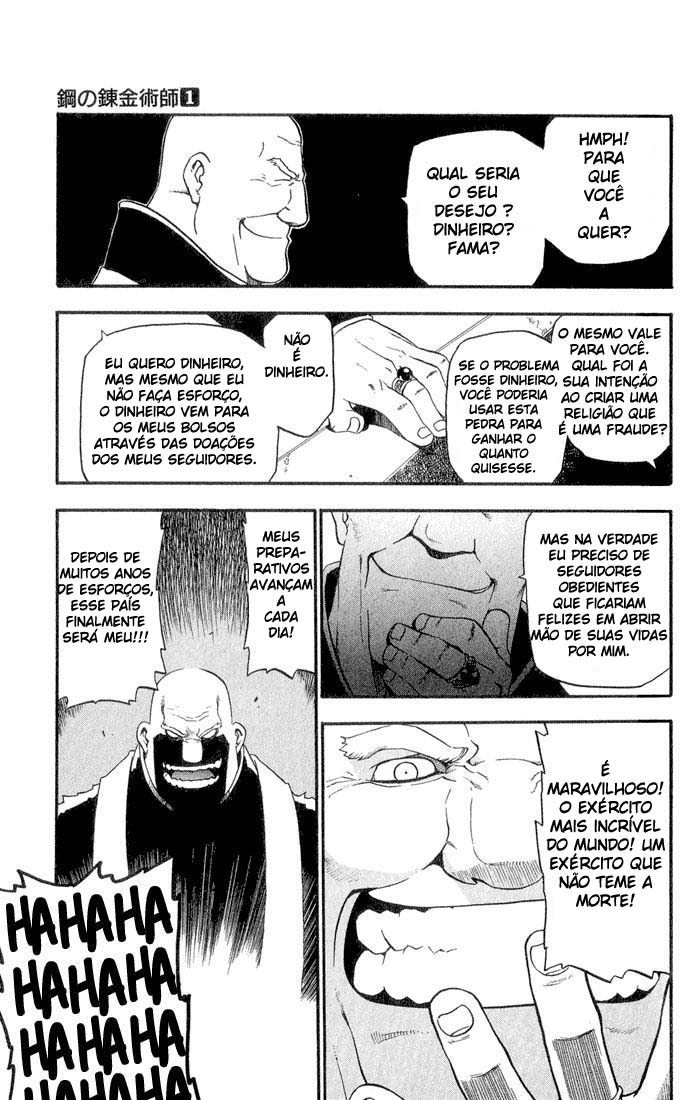 鋼の錬金術師1
HMPH!
PARA
QUE
VOCÊ
A
QUER?
QUAL SERIA
O SEU
DESEJO ?
DINHEIRO?
FAMA?
O MESMO VALE
PARA VOCÊ.
QUAL FOI A
SUA INTENÇÃO
AO CRIAR UMA
RELIGIÃO QUE
É UMA FRAUDE?
SE O PROBLEMA
FOSSE DINHEIRO,
VOCÊ PODERIA
USAR ESTA
PEDRA PARA
GANHAR O
QUANTO
QUISESSE.
NÃO
É
DINHEIRO.
EU QUERO DINHEIRO,
MAS MESMO QUE EU
NÃO FAÇA ESFORÇO,
O DINHEIRO VEM PARA
OS MEUS BOLSOS
ATRAVÉS DAS DOAÇÕES
DOS MEUS SEGUIDORES.
MAS NA VERDADE
EU PRECISO DE
SEGUIDORES
OBEDIENTES
QUE FICARIAM
FELIZES EM ABRIR
MÃO DE SUAS VIDAS
POR MIM.
É
MARAVILHOSO!
O EXÉRCITO
MAIS INCRÍVEL
DO MUNDO! UM
EXÉRCITO QUE
NÃO TEME A
MORTE!
MEUS
PREPA-
RATIVOS
AVANÇAM
A
CADA
DIA!
DEPOIS DE
MUITOS ANOS
DE ESFORÇOS,
ESSE PAÍS
FINALMENTE
SERÁ MEU!!!
HAHAHA
HAHAHA
HAHAHA
HAHAHA